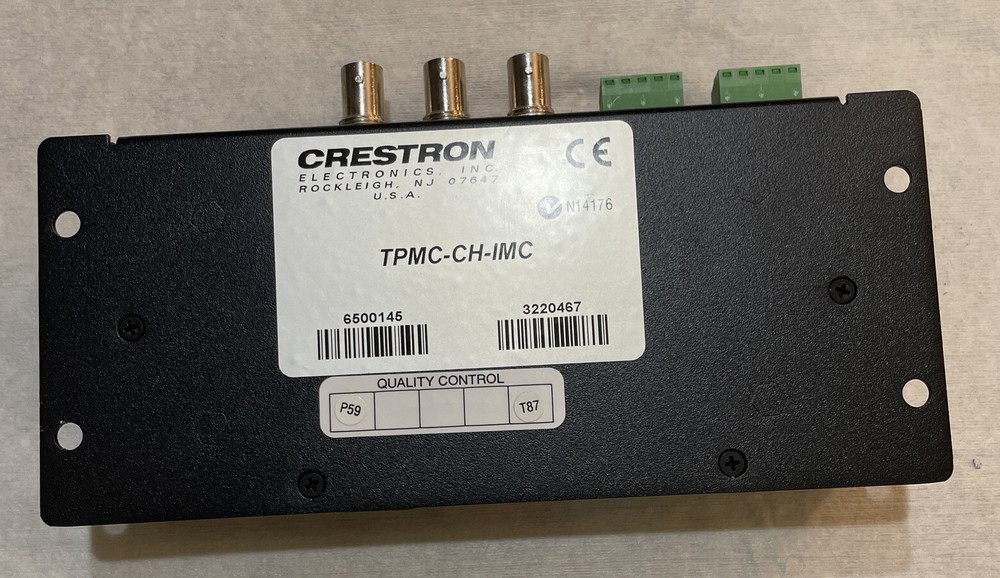 CRESTRON
ELECTRONICS, INC.
ROCKLEIGH, NJ 07647
U.S.A.
CE
N14176
TPMC-CH-IMC
6500145
3220467
QUALITY CONTROL
P59
T87